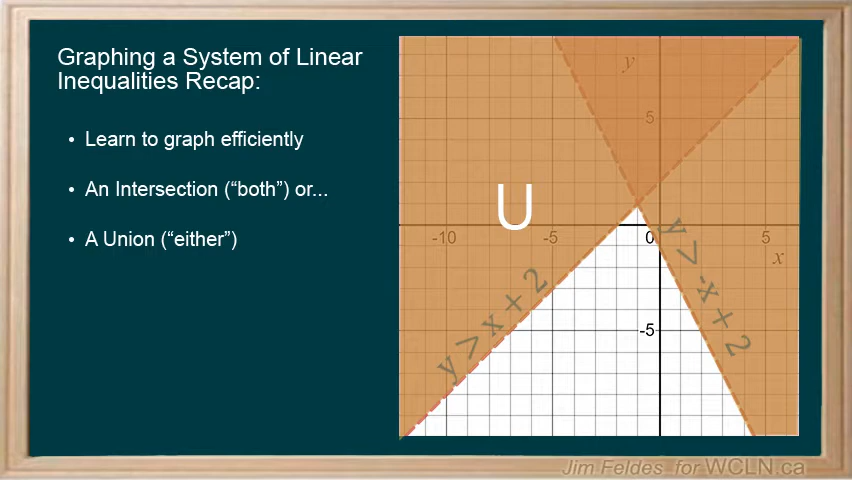 Graphing a System of Linear
Inequalities Recap:
• Learn to graph efficiently
• An Intersection (“both”) or...
• A Union (“either”)
y
5
U
-10
-5
0
5
x
y > x + 2
y > -x + 2
-5
Jim Feldes for WCLN.ca